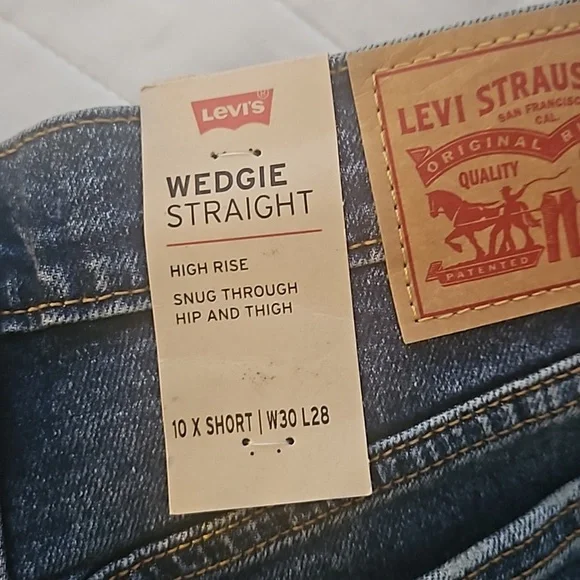 LEVI'S
WEDGIE
STRAIGHT
HIGH RISE
SNUG THROUGH
HIP AND THIGH
10 X SHORT | W30 L28
LEVI STRAUS
SAN FRANCISC
CAL.
ORIGINAL R
QUALITY
PATENTED